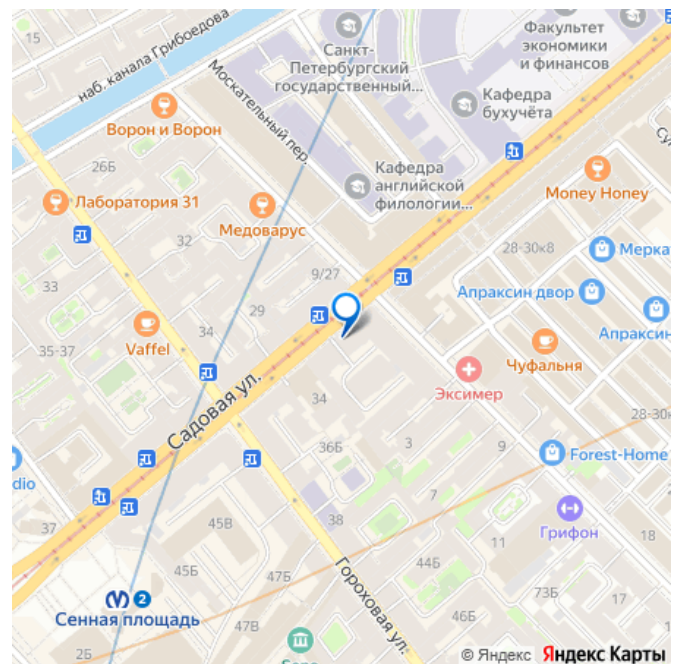 15
наб. канала Грибоедова
Санкт-
Петербургский
государственный...
Факультет
экономики
и финансов
Москательный пер.
Кафедра
бухучёта
Ворон и Ворон
26Б
Кафедра
английской
филологии...
Money Honey
Лаборатория 31
Медоварус
32
28-30к8
Мерка
33
9/27
Апраксин двор
29
Апраксин
34
35-37
Vaffel
Чуфальня
Эксимер
Садовая ул.
34
28-30к
36Б
3
9
Forest-Home
dio
7
37
45В
38
Грифон
18
44Б
45Б
Гороховая ул.
73Б
17
2
Сенная площадь
47В
46Б
2Б
© Яндекс Яндекс Карты